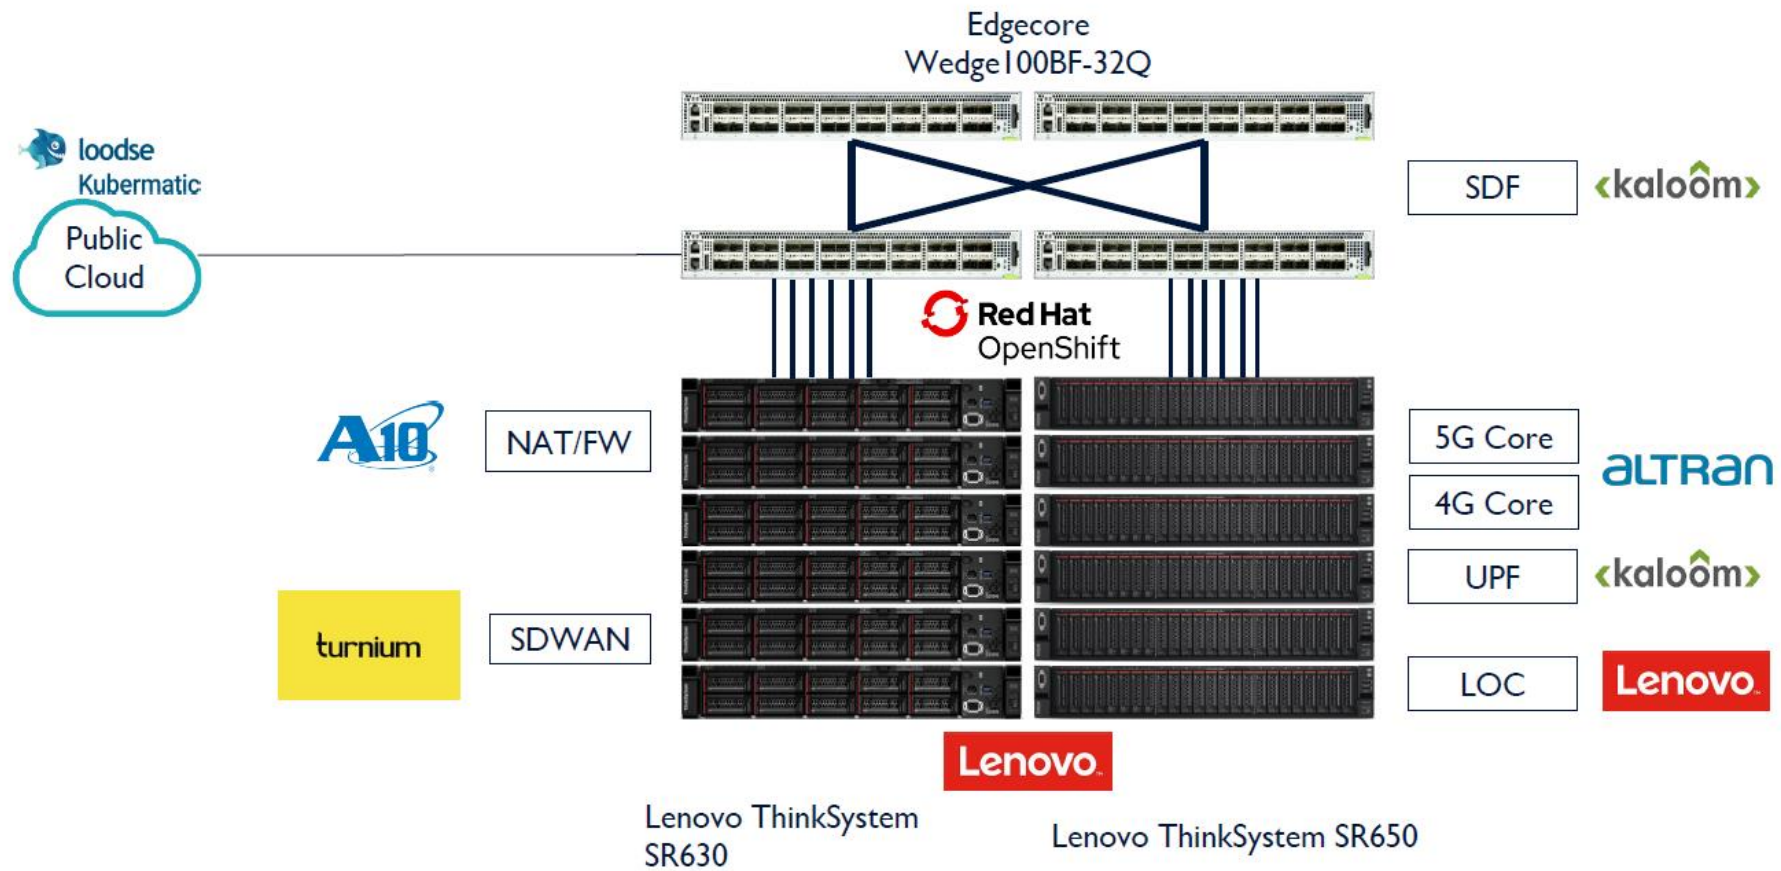 Edgecore
Wedge100BF-32Q
loodse
Kubermatic
Public
Cloud
SDF
kaloom
Red Hat
OpenShift
A10
NAT/FW
5G Core
ALTRAN
4G Core
UPF
kaloom
turnium
SDWAN
LOC
Lenovo
Lenovo
Lenovo ThinkSystem
SR630
Lenovo ThinkSystem SR650